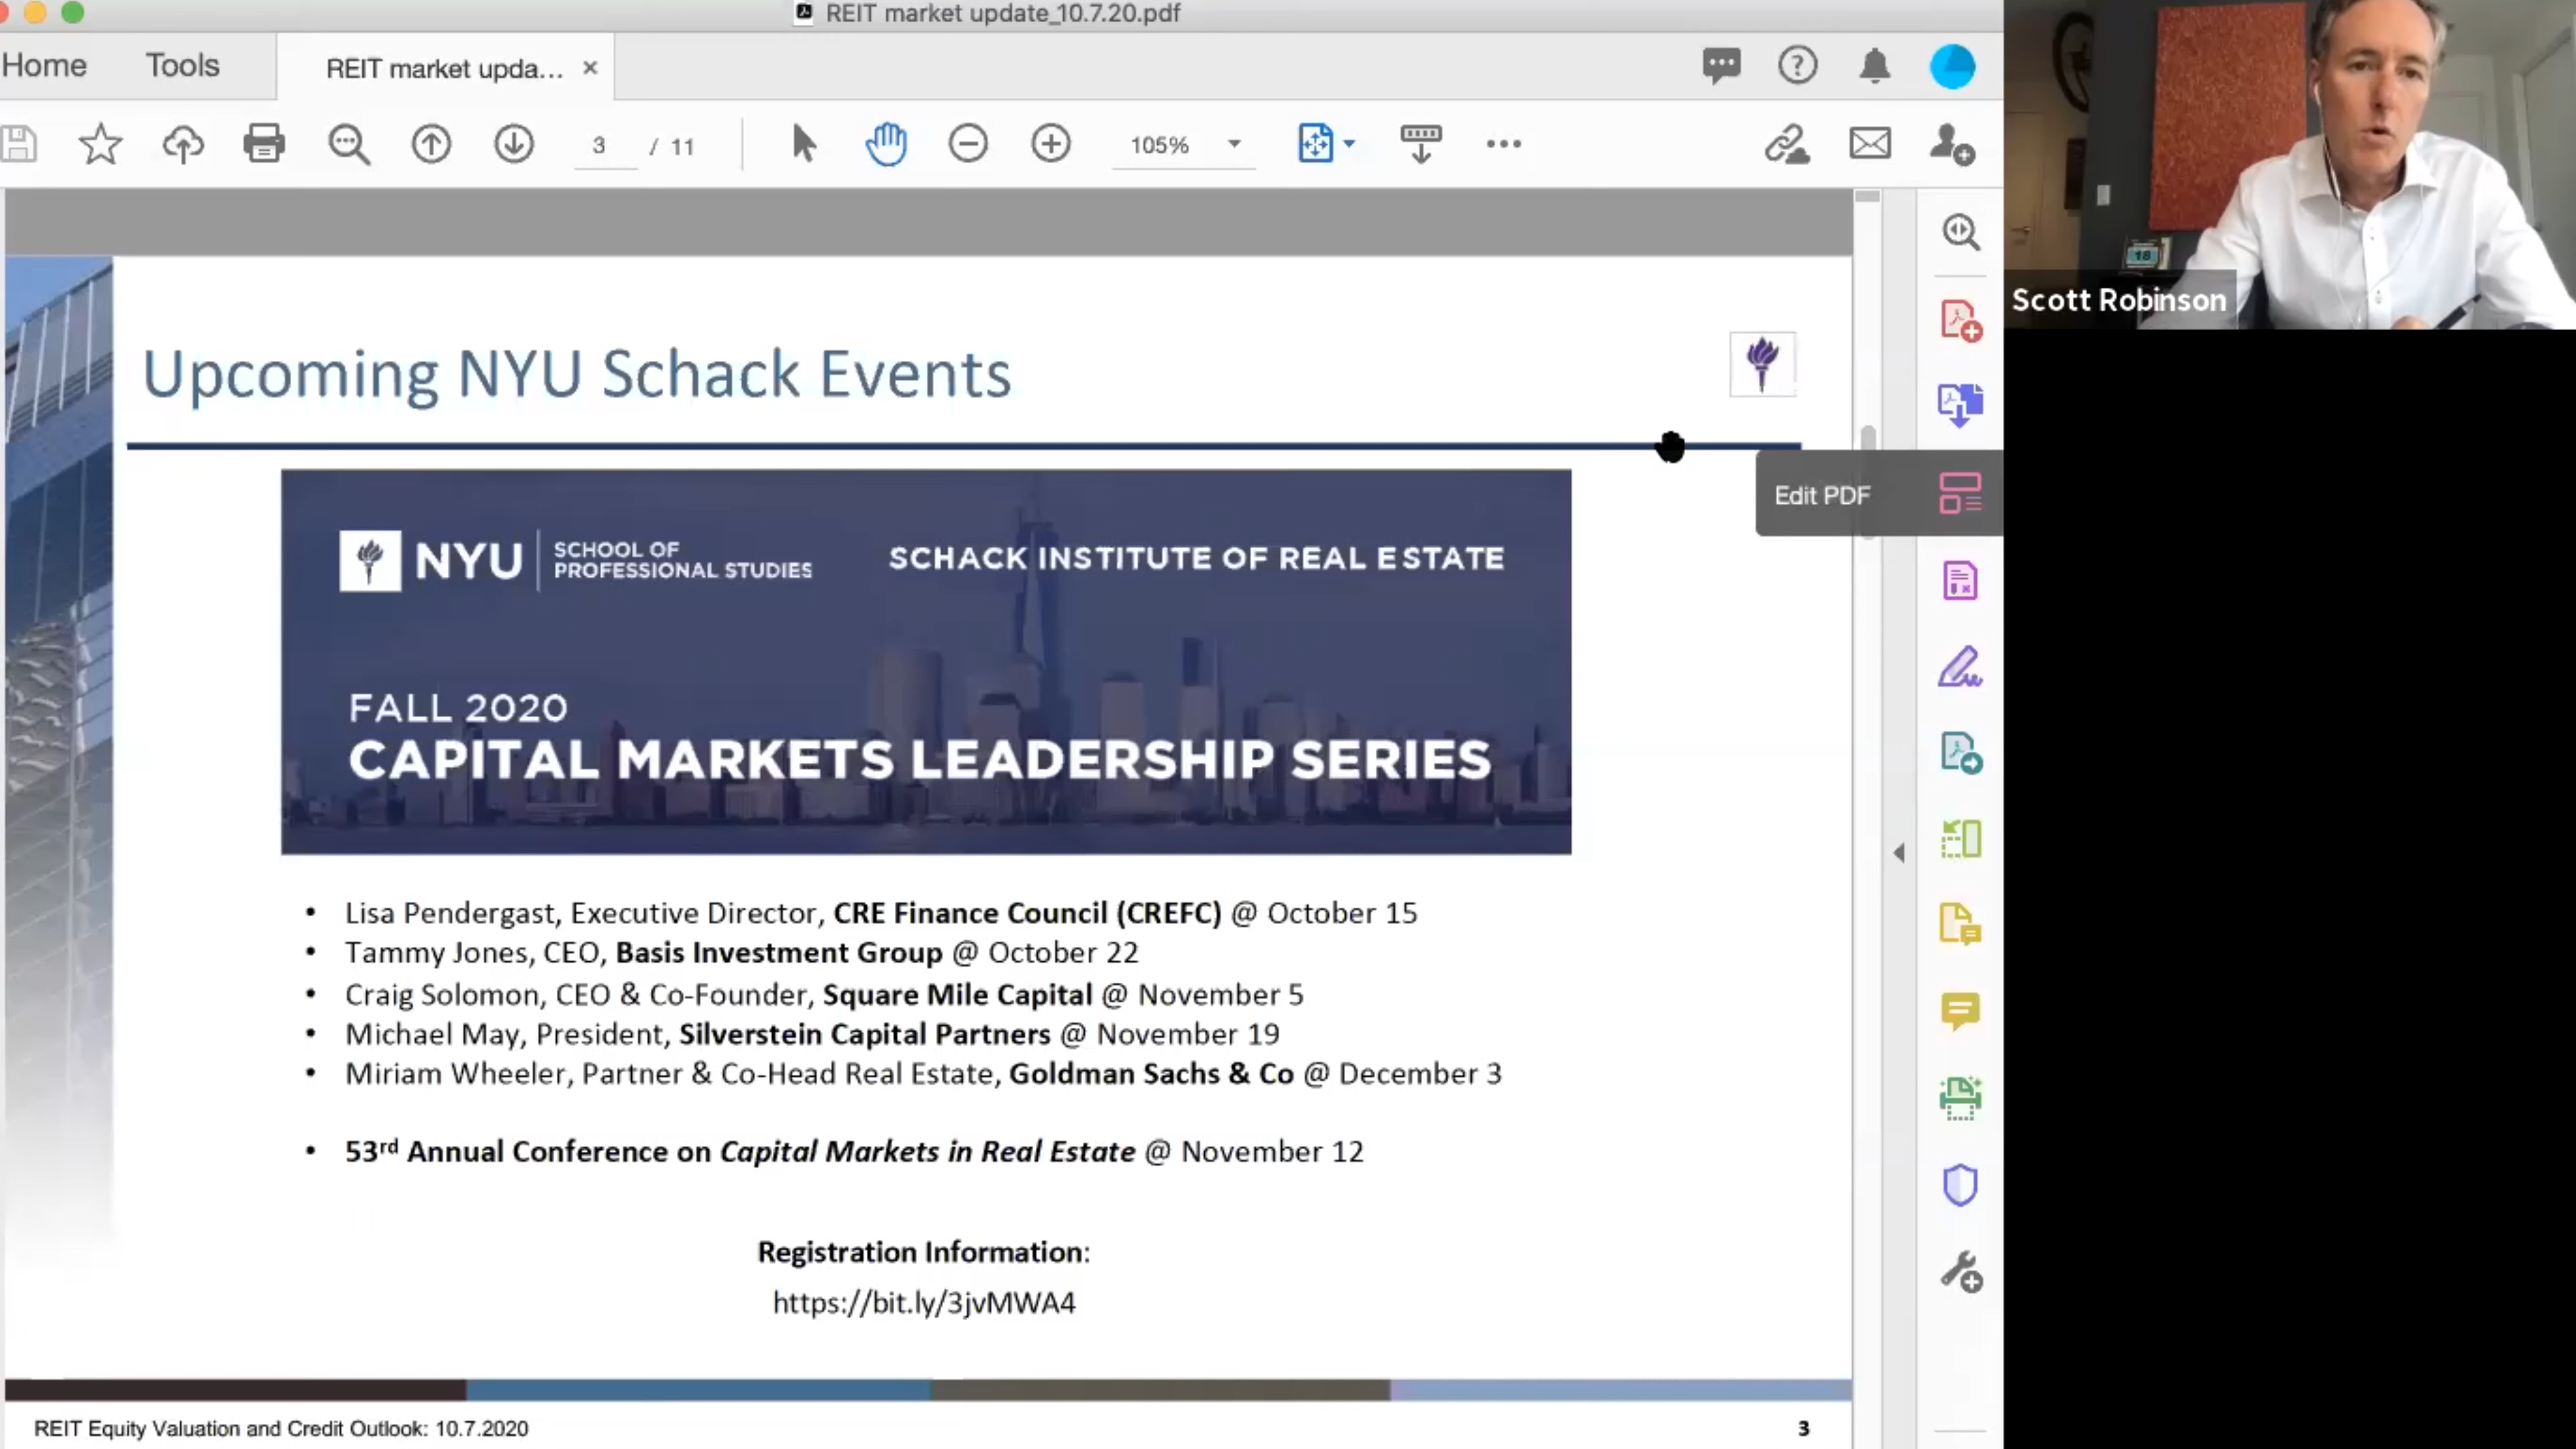 REIT market update_10.7.20.pdf
Home Tools REIT market upda... ×
3 / 11 105%
Scott Robinson
18
Upcoming NYU Schack Events
Edit PDF
NYU SCHOOL OF PROFESSIONAL STUDIES
SCHACK INSTITUTE OF REAL ESTATE
FALL 2020
CAPITAL MARKETS LEADERSHIP SERIES
• Lisa Pendergast, Executive Director, CRE Finance Council (CREFC) @ October 15
• Tammy Jones, CEO, Basis Investment Group @ October 22
• Craig Solomon, CEO & Co-Founder, Square Mile Capital @ November 5
• Michael May, President, Silverstein Capital Partners @ November 19
• Miriam Wheeler, Partner & Co-Head Real Estate, Goldman Sachs & Co @ December 3
• 53rd Annual Conference on Capital Markets in Real Estate @ November 12
Registration Information:
https://bit.ly/3jvMWA4
REIT Equity Valuation and Credit Outlook: 10.7.2020
3